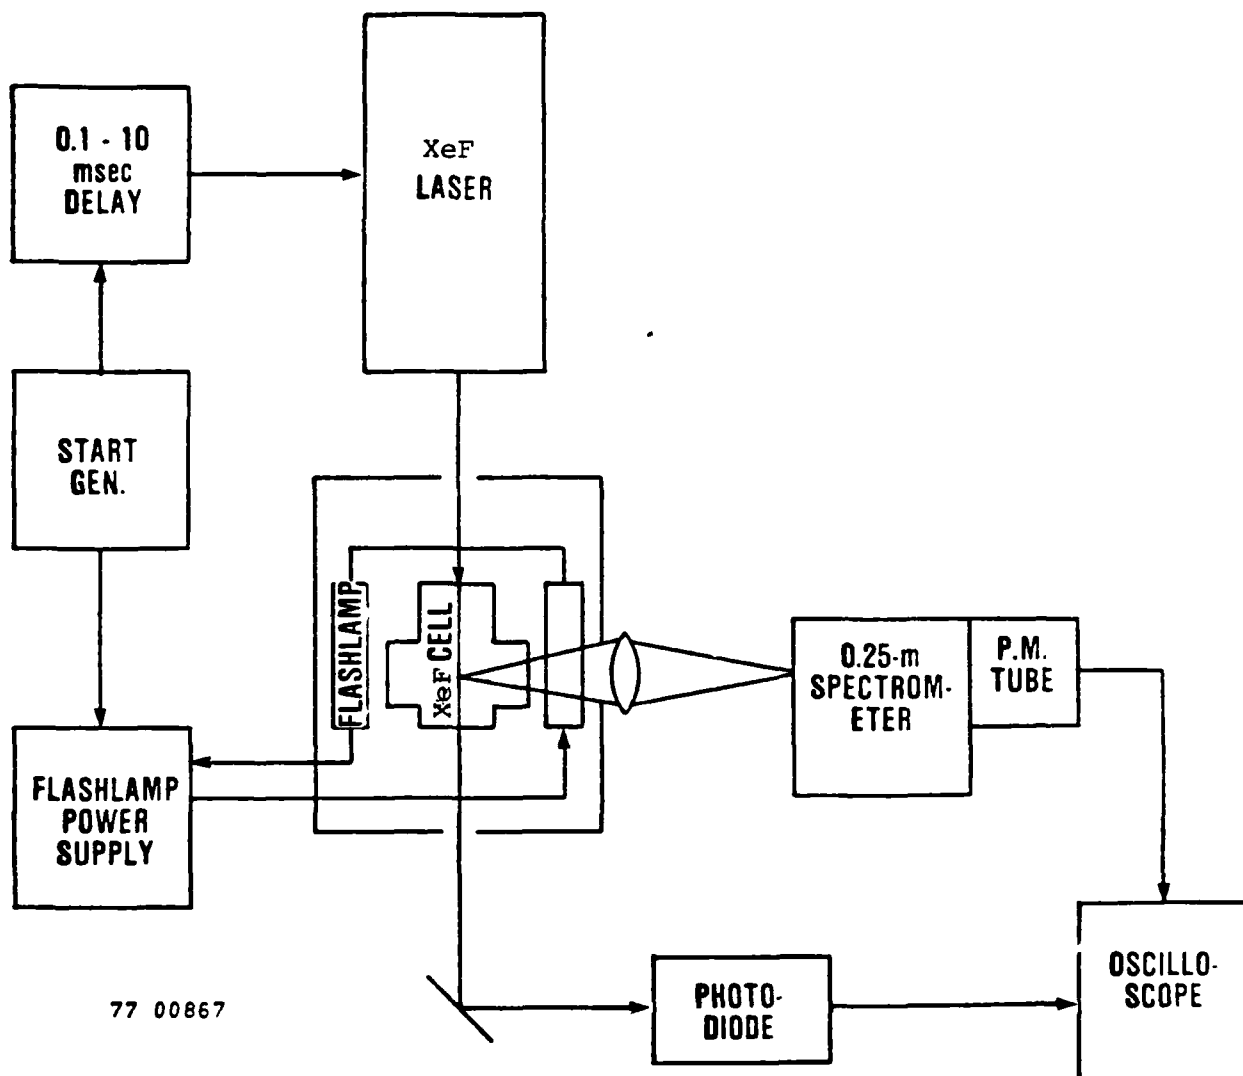 0.1 - 10
msec
DELAY
XeF
LASER
START
GEN.
FLASHLAMP
XeF CELL
0.25-m
SPECTROM-
ETER
P.M.
TUBE
FLASHLAMP
POWER
SUPPLY
PHOTO-
DIODE
OSCILLO-
SCOPE
77 00867